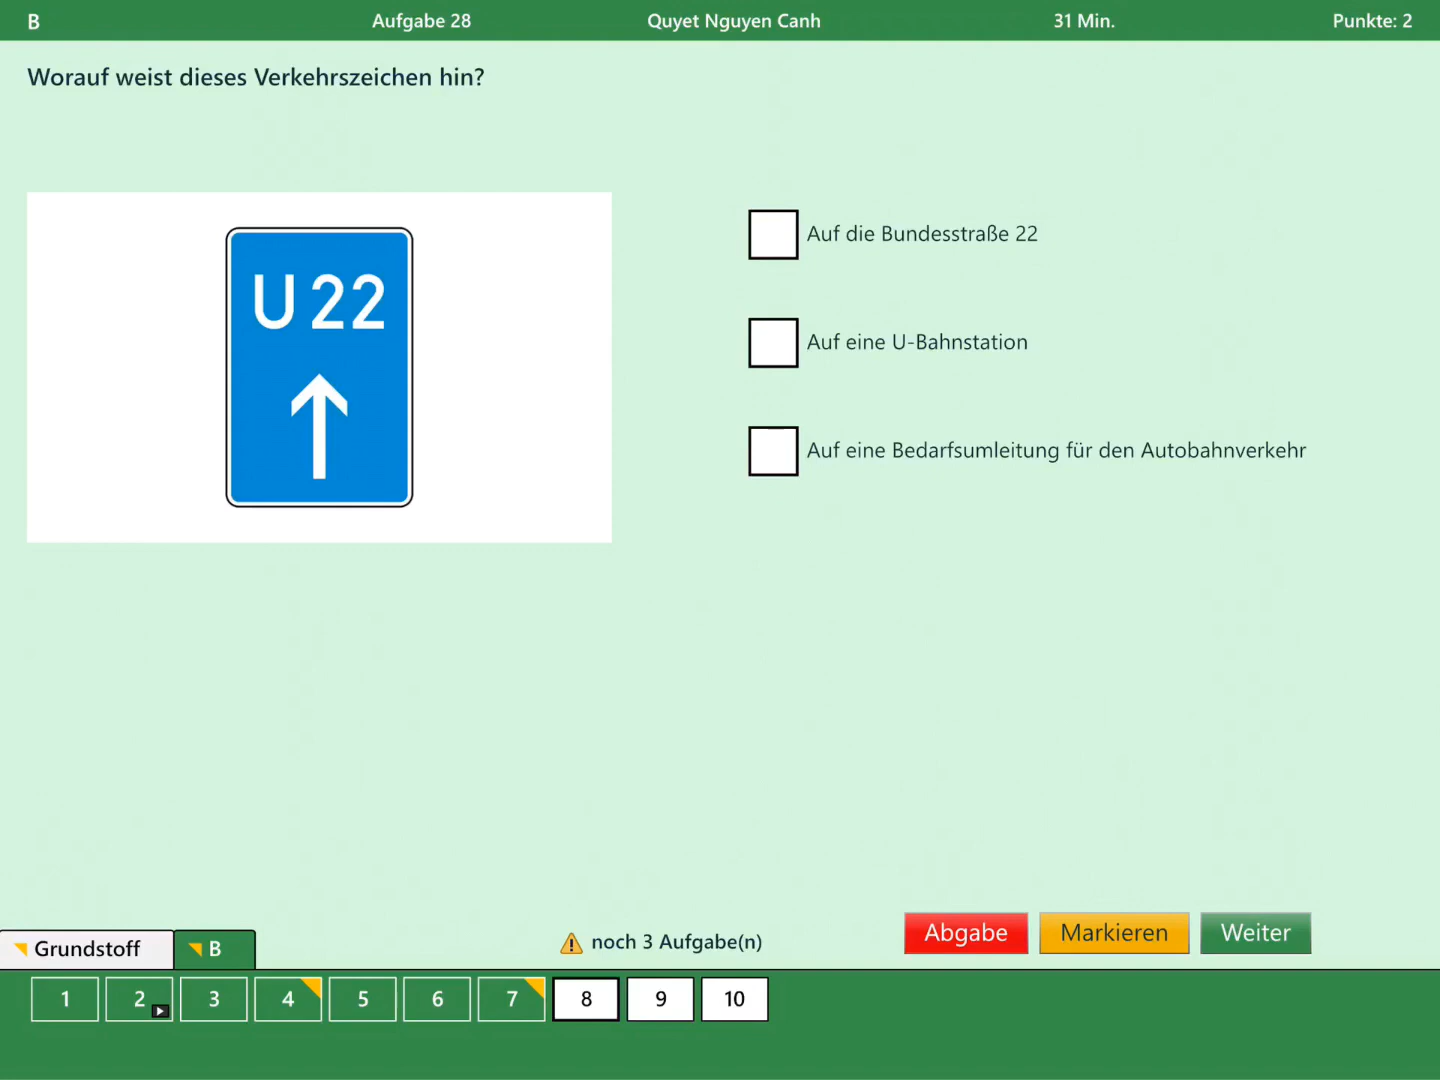 B Aufgabe 28 Quyet Nguyen Canh 31 Min. Punkte: 2
Worauf weist dieses Verkehrszeichen hin?
U 22
Auf die Bundesstraße 22
Auf eine U-Bahnstation
Auf eine Bedarfsumleitung für den Autobahnverkehr
Grundstoff B
noch 3 Aufgabe(n)
Abgabe Markieren Weiter
1 2 3 4 5 6 7 8 9 10